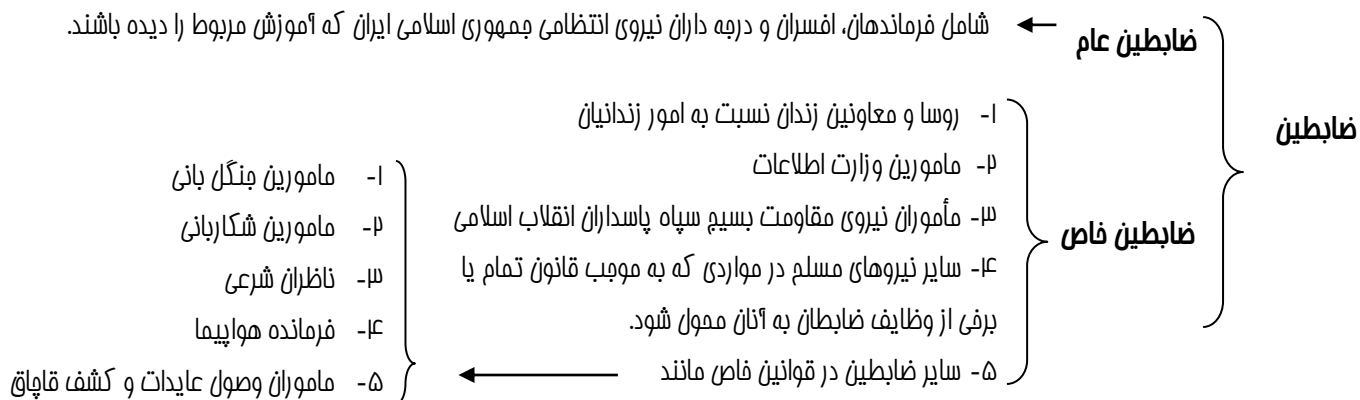 ضابطین
ضابطین عام
شامل فرماندهان، افسران و درجه داران نیروی انتظامی جمهوری اسلامی ایران که آموزش مربوط را دیده باشند.
ضابطین خاص
۱- روسا و معاونین زندان نسبت به امور زندانیان
۲- مامورین وزارت اطلاعات
۳- مأموران نیروی مقاومت بسیج سپاه پاسداران انقلاب اسلامی
۴- سایر نیروهای مسلح در مواردی که به موجب قانون تمام یا
برخی از وظایف ضابطان به آنان محول شود.
۵- سایر ضابطین در قوانین خاص مانند
۱- مامورین جنگل بانی
۲- مامورین شکاربانی
۳- ناظران شرعی
۴- فرمانده هواپیما
۵- ماموران وصول عایدات و کشف قاچاق